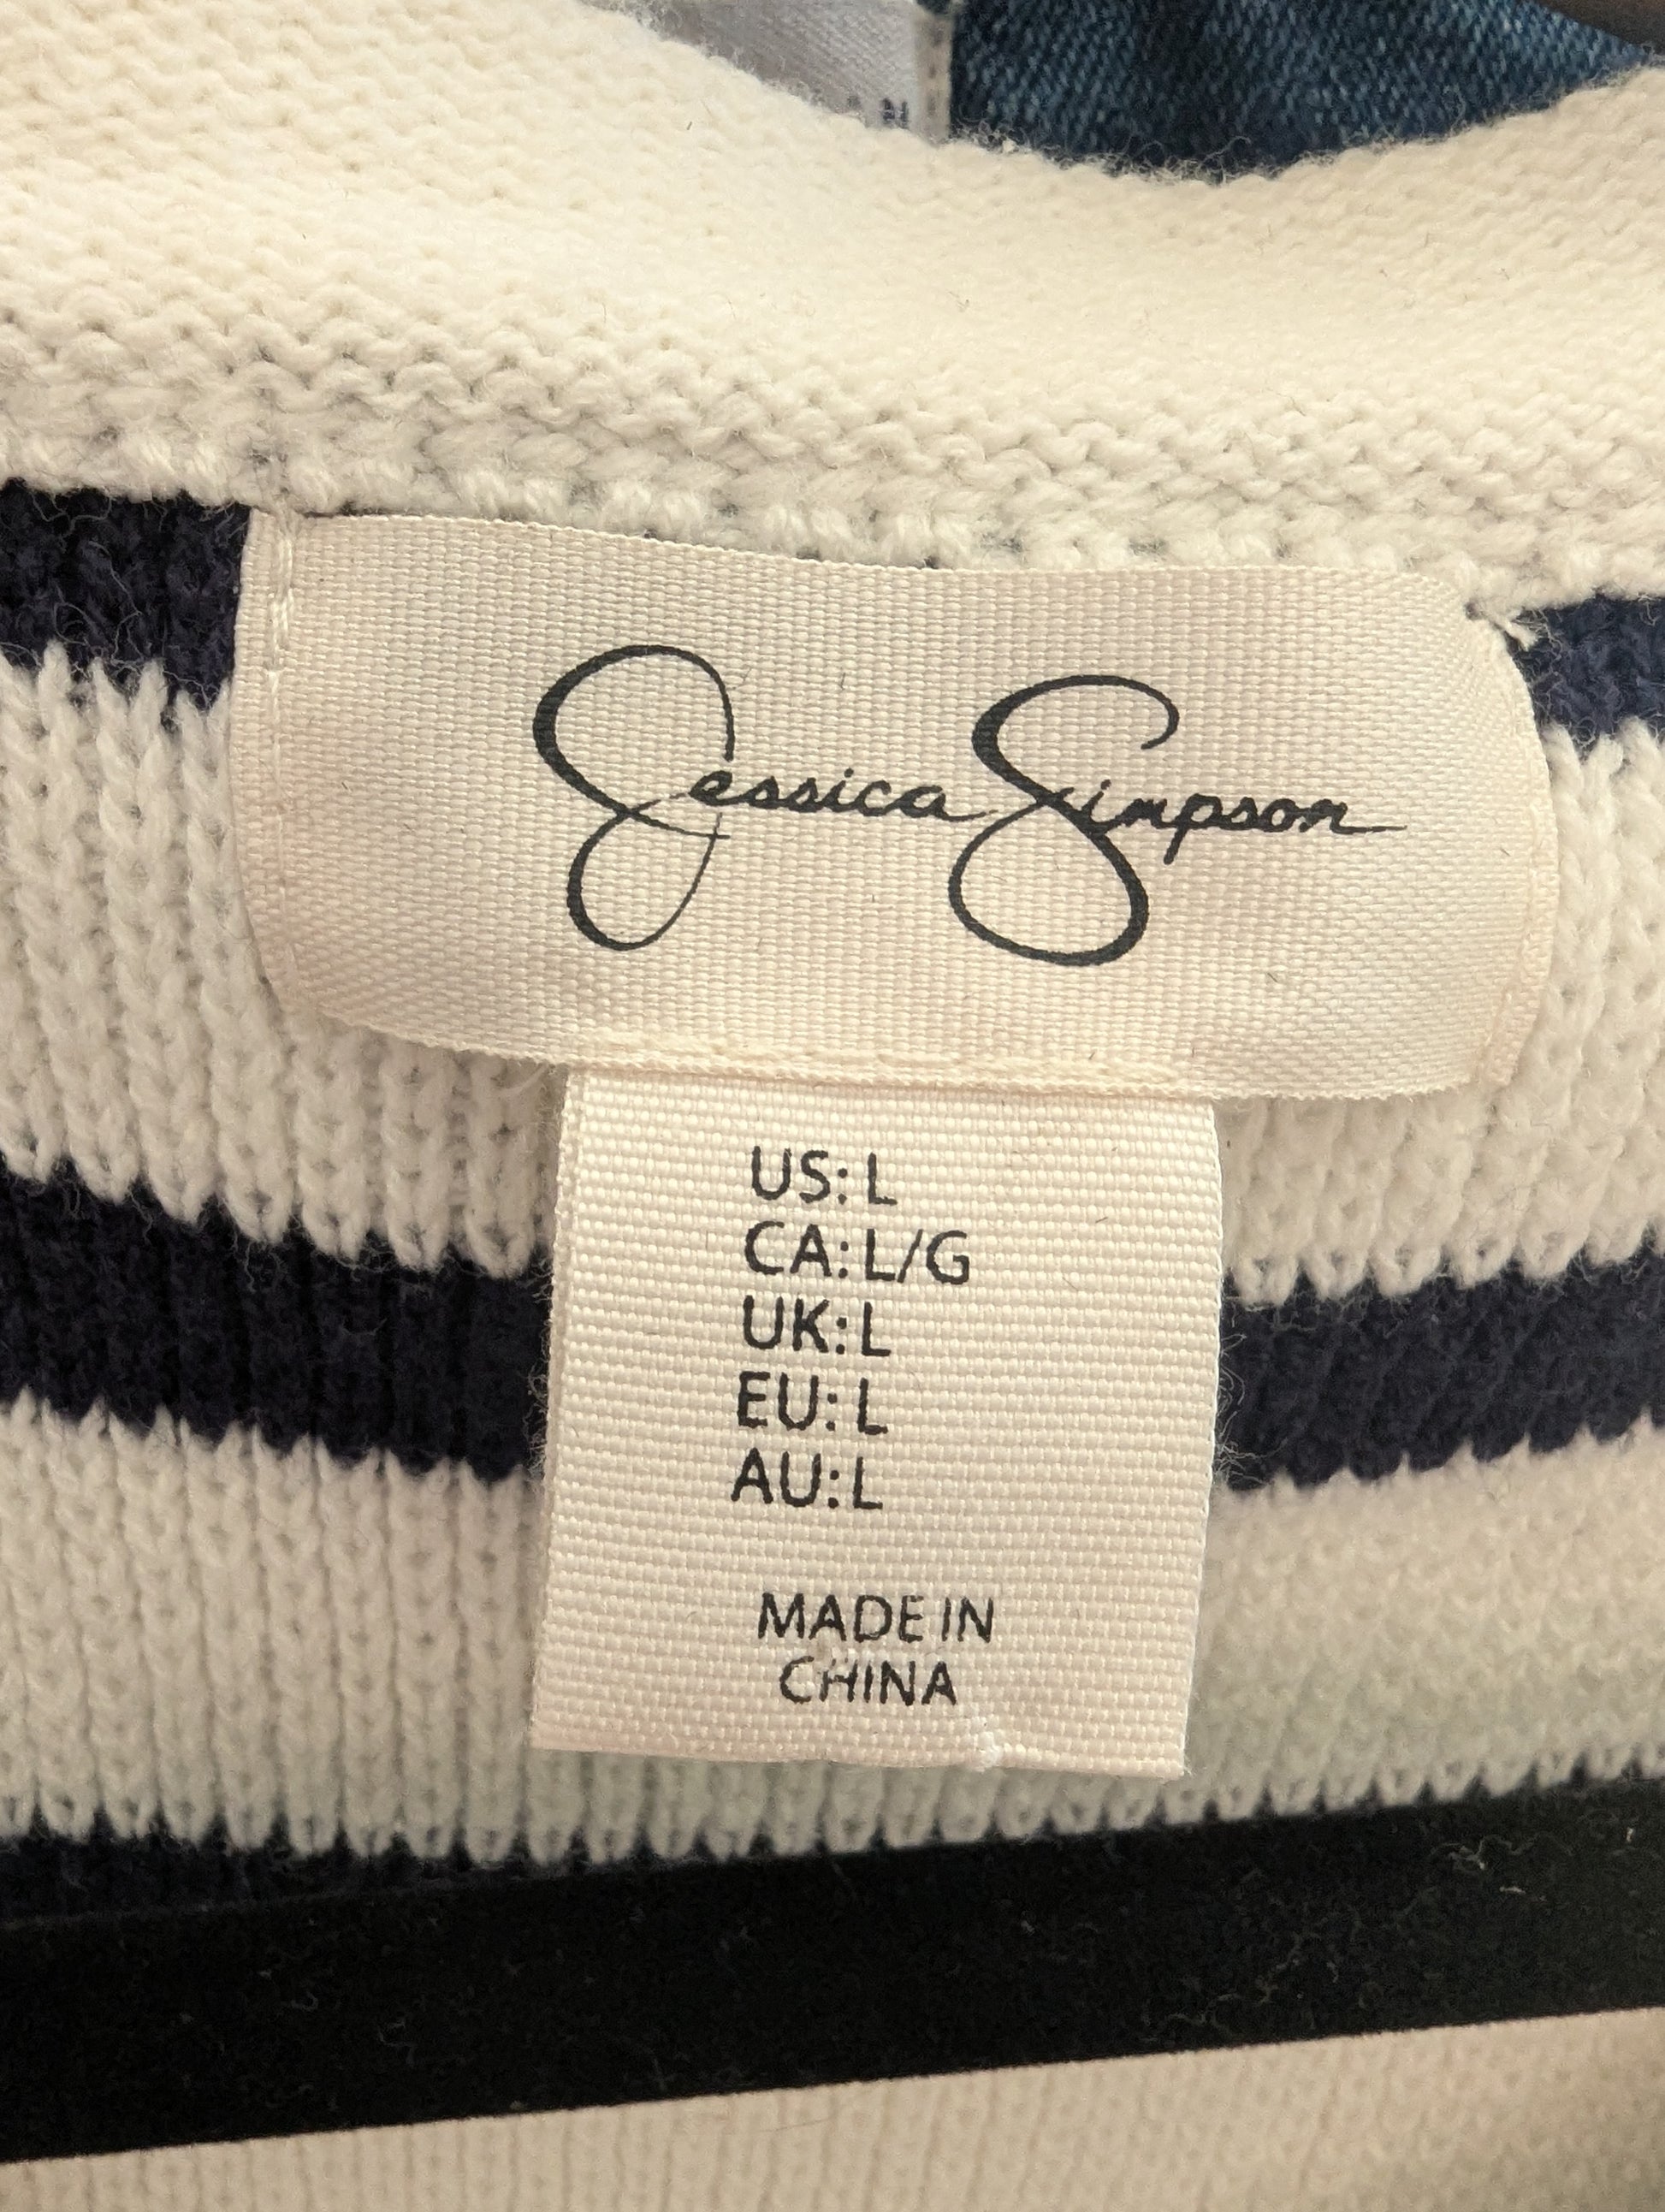 Jessica Simpson
US: L
CA: L/G
UK: L
EU: L
AU: L
MADE IN
CHINA